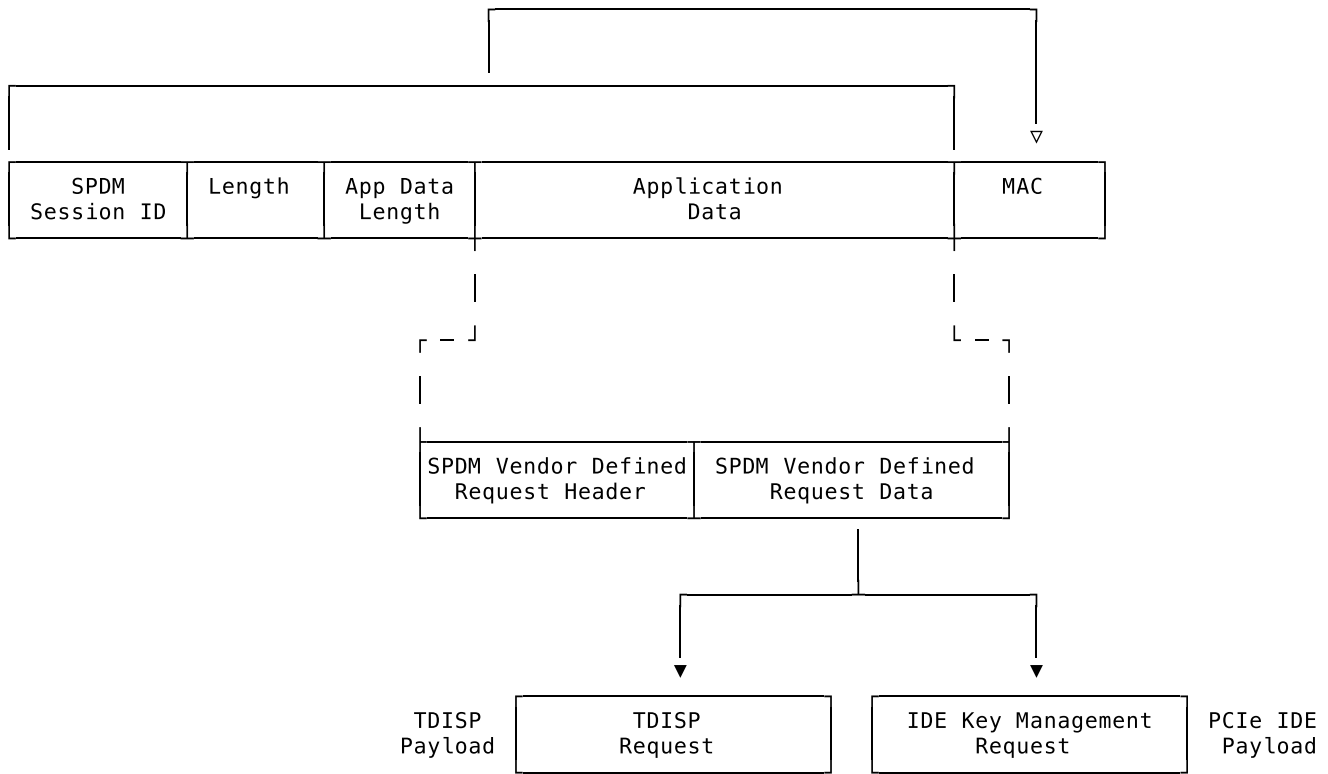 SPDM
Session ID
Length
App Data
Length
Application
Data
MAC
SPDM Vendor Defined
Request Header
SPDM Vendor Defined
Request Data
TDISP
Payload
TDISP
Request
IDE Key Management
Request
PCIe IDE
Payload